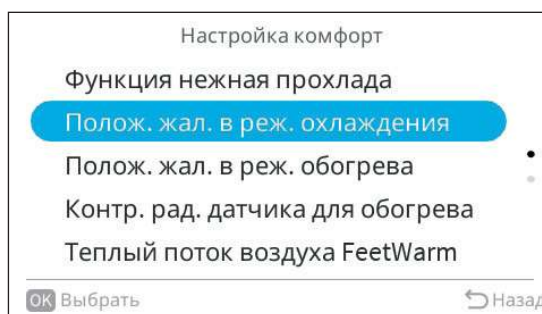 Настройка комфорт
Функция нежная прохлада
Полож. жал. в реж. охлаждения
Полож. жал. в реж. обогрева
Контр. рад. датчика для обогрева
Теплый поток воздуха FeetWarm
OK Выбрать Назад